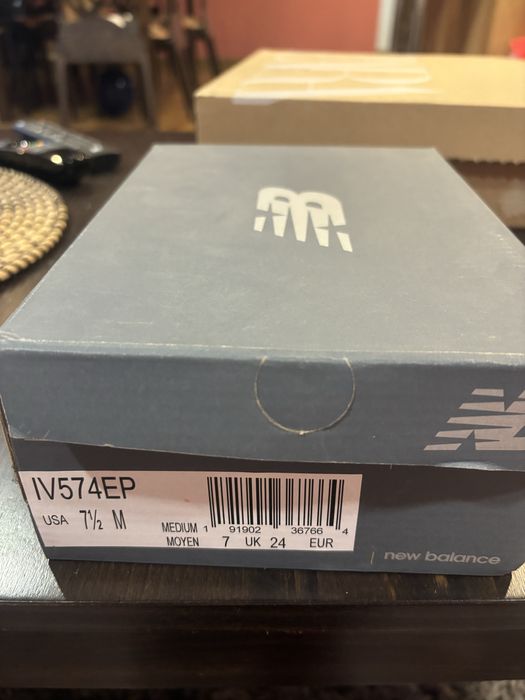 IV574EP
USA 7½ M
MEDIUM 1 91902 36766 4
MOYEN 7 UK 24 EUR
new balance